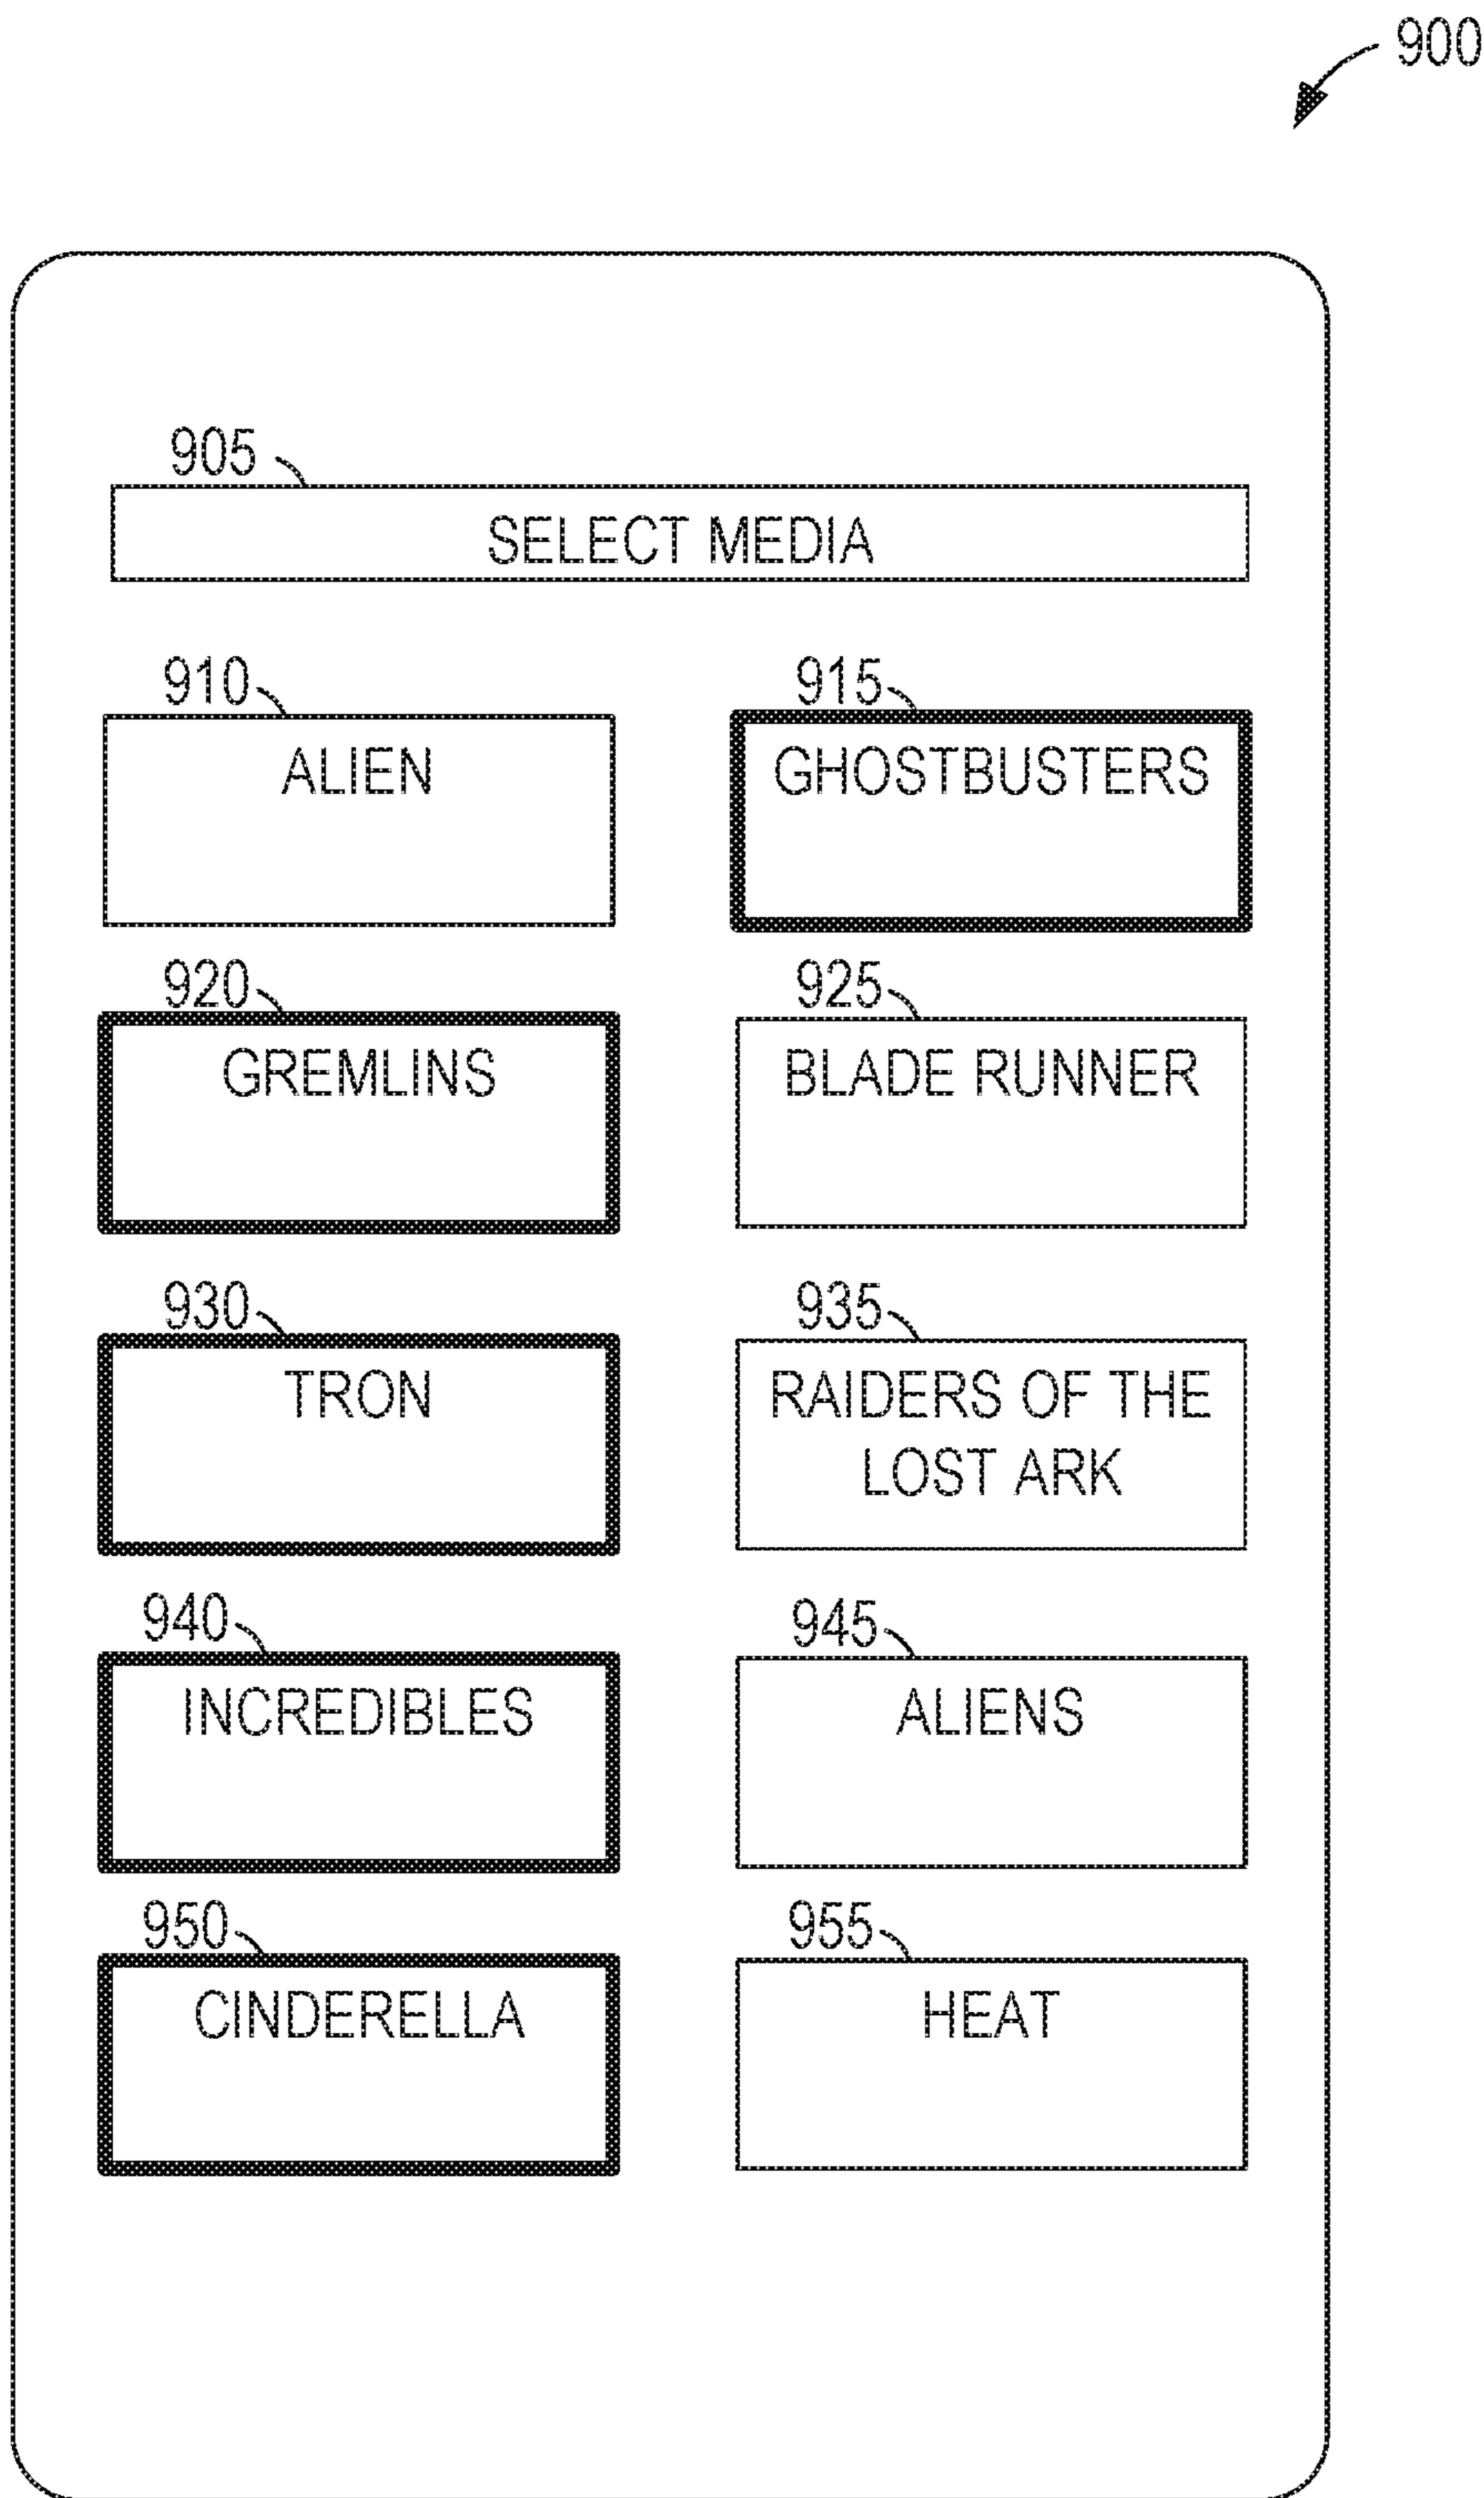 900
905
SELECT MEDIA
910
ALIEN
915
GHOSTBUSTERS
920
GREMLINS
925
BLADE RUNNER
930
TRON
935
RAIDERS OF THE
LOST ARK
940
INCREDIBLES
945
ALIENS
950
CINDERELLA
955
HEAT